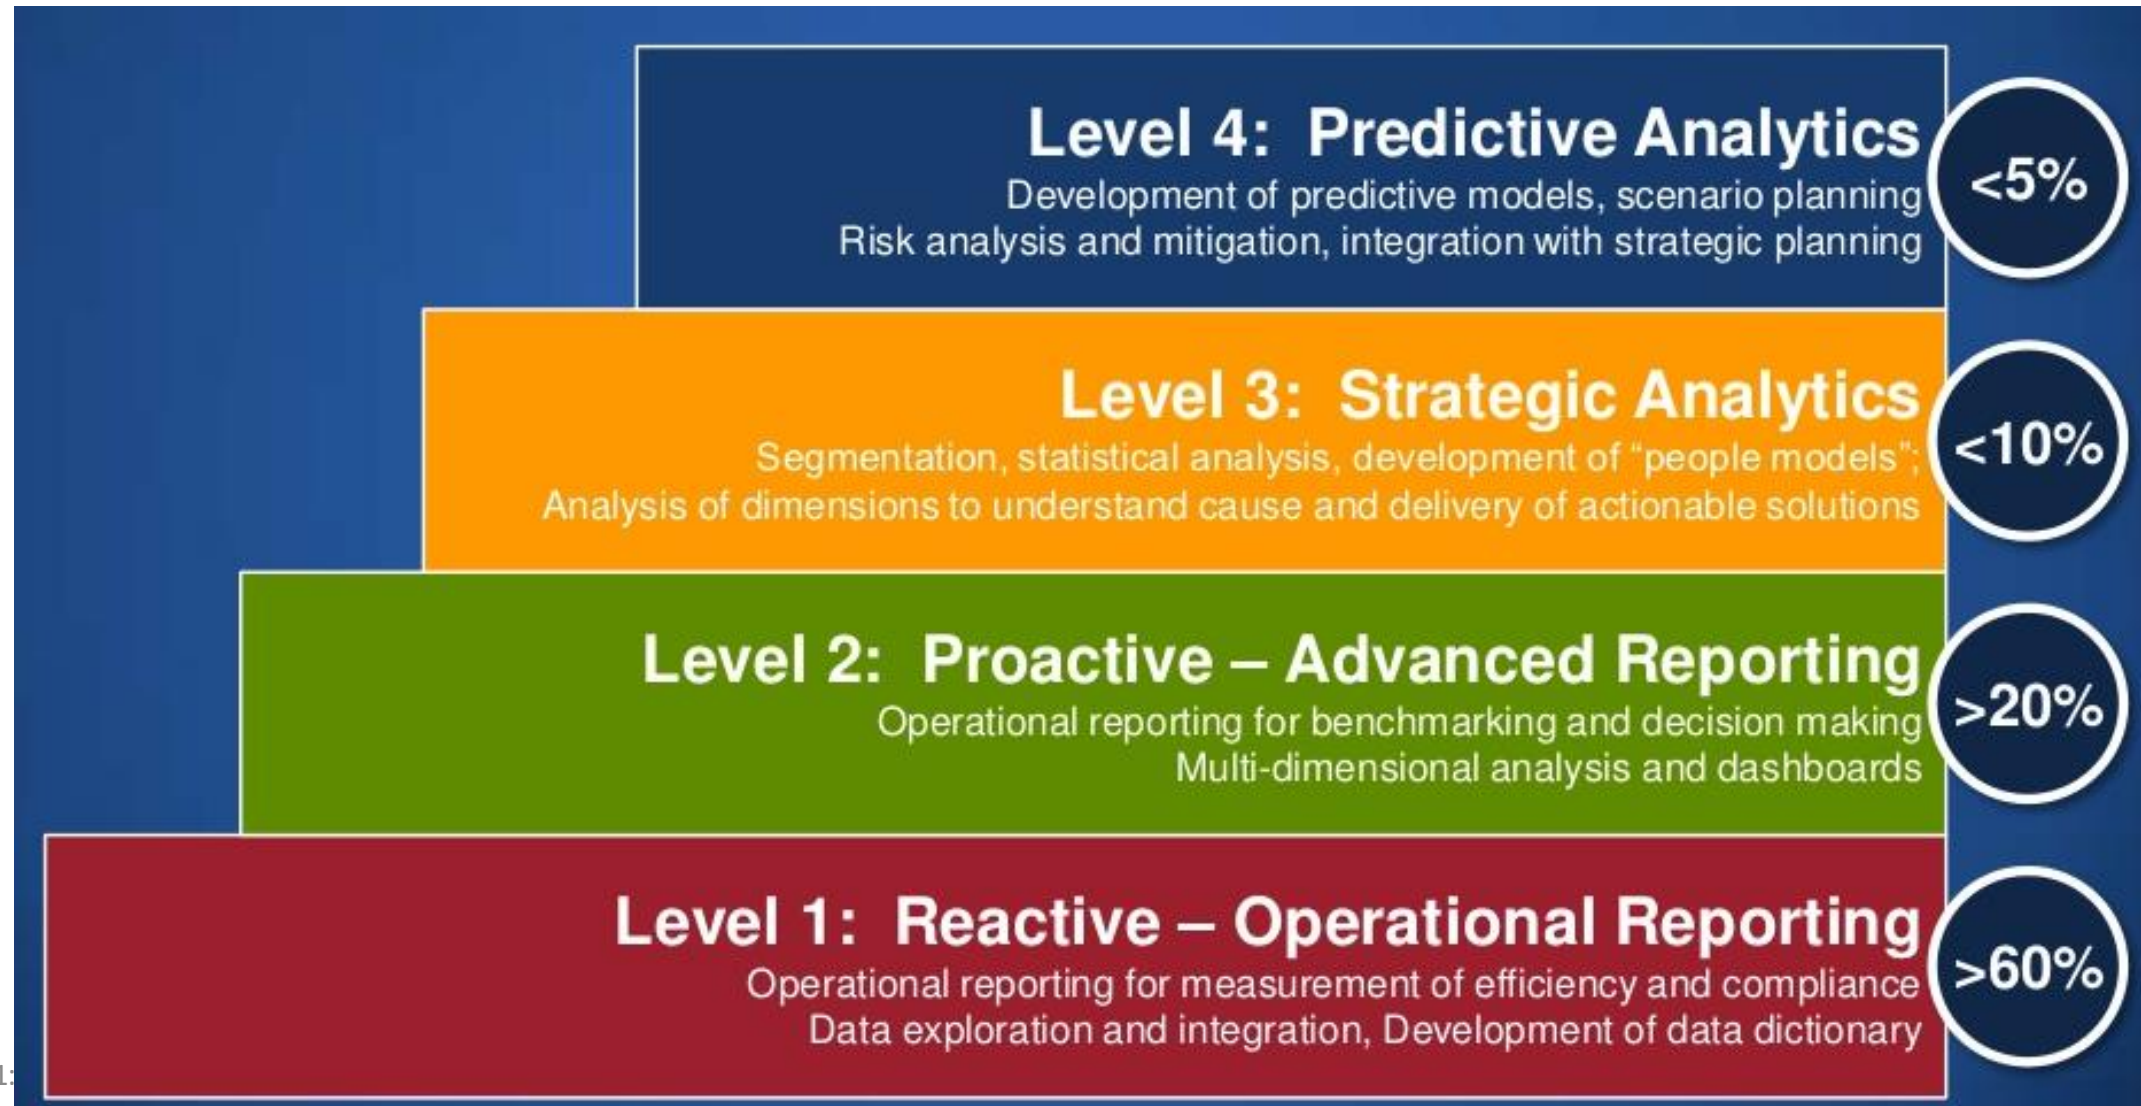 Level 4: Predictive Analytics
Development of predictive models, scenario planning
Risk analysis and mitigation, integration with strategic planning
<5%
Level 3: Strategic Analytics
Segmentation, statistical analysis, development of “people models”;
Analysis of dimensions to understand cause and delivery of actionable solutions
<10%
Level 2: Proactive – Advanced Reporting
Operational reporting for benchmarking and decision making
Multi-dimensional analysis and dashboards
>20%
Level 1: Reactive – Operational Reporting
Operational reporting for measurement of efficiency and compliance
Data exploration and integration, Development of data dictionary
>60%